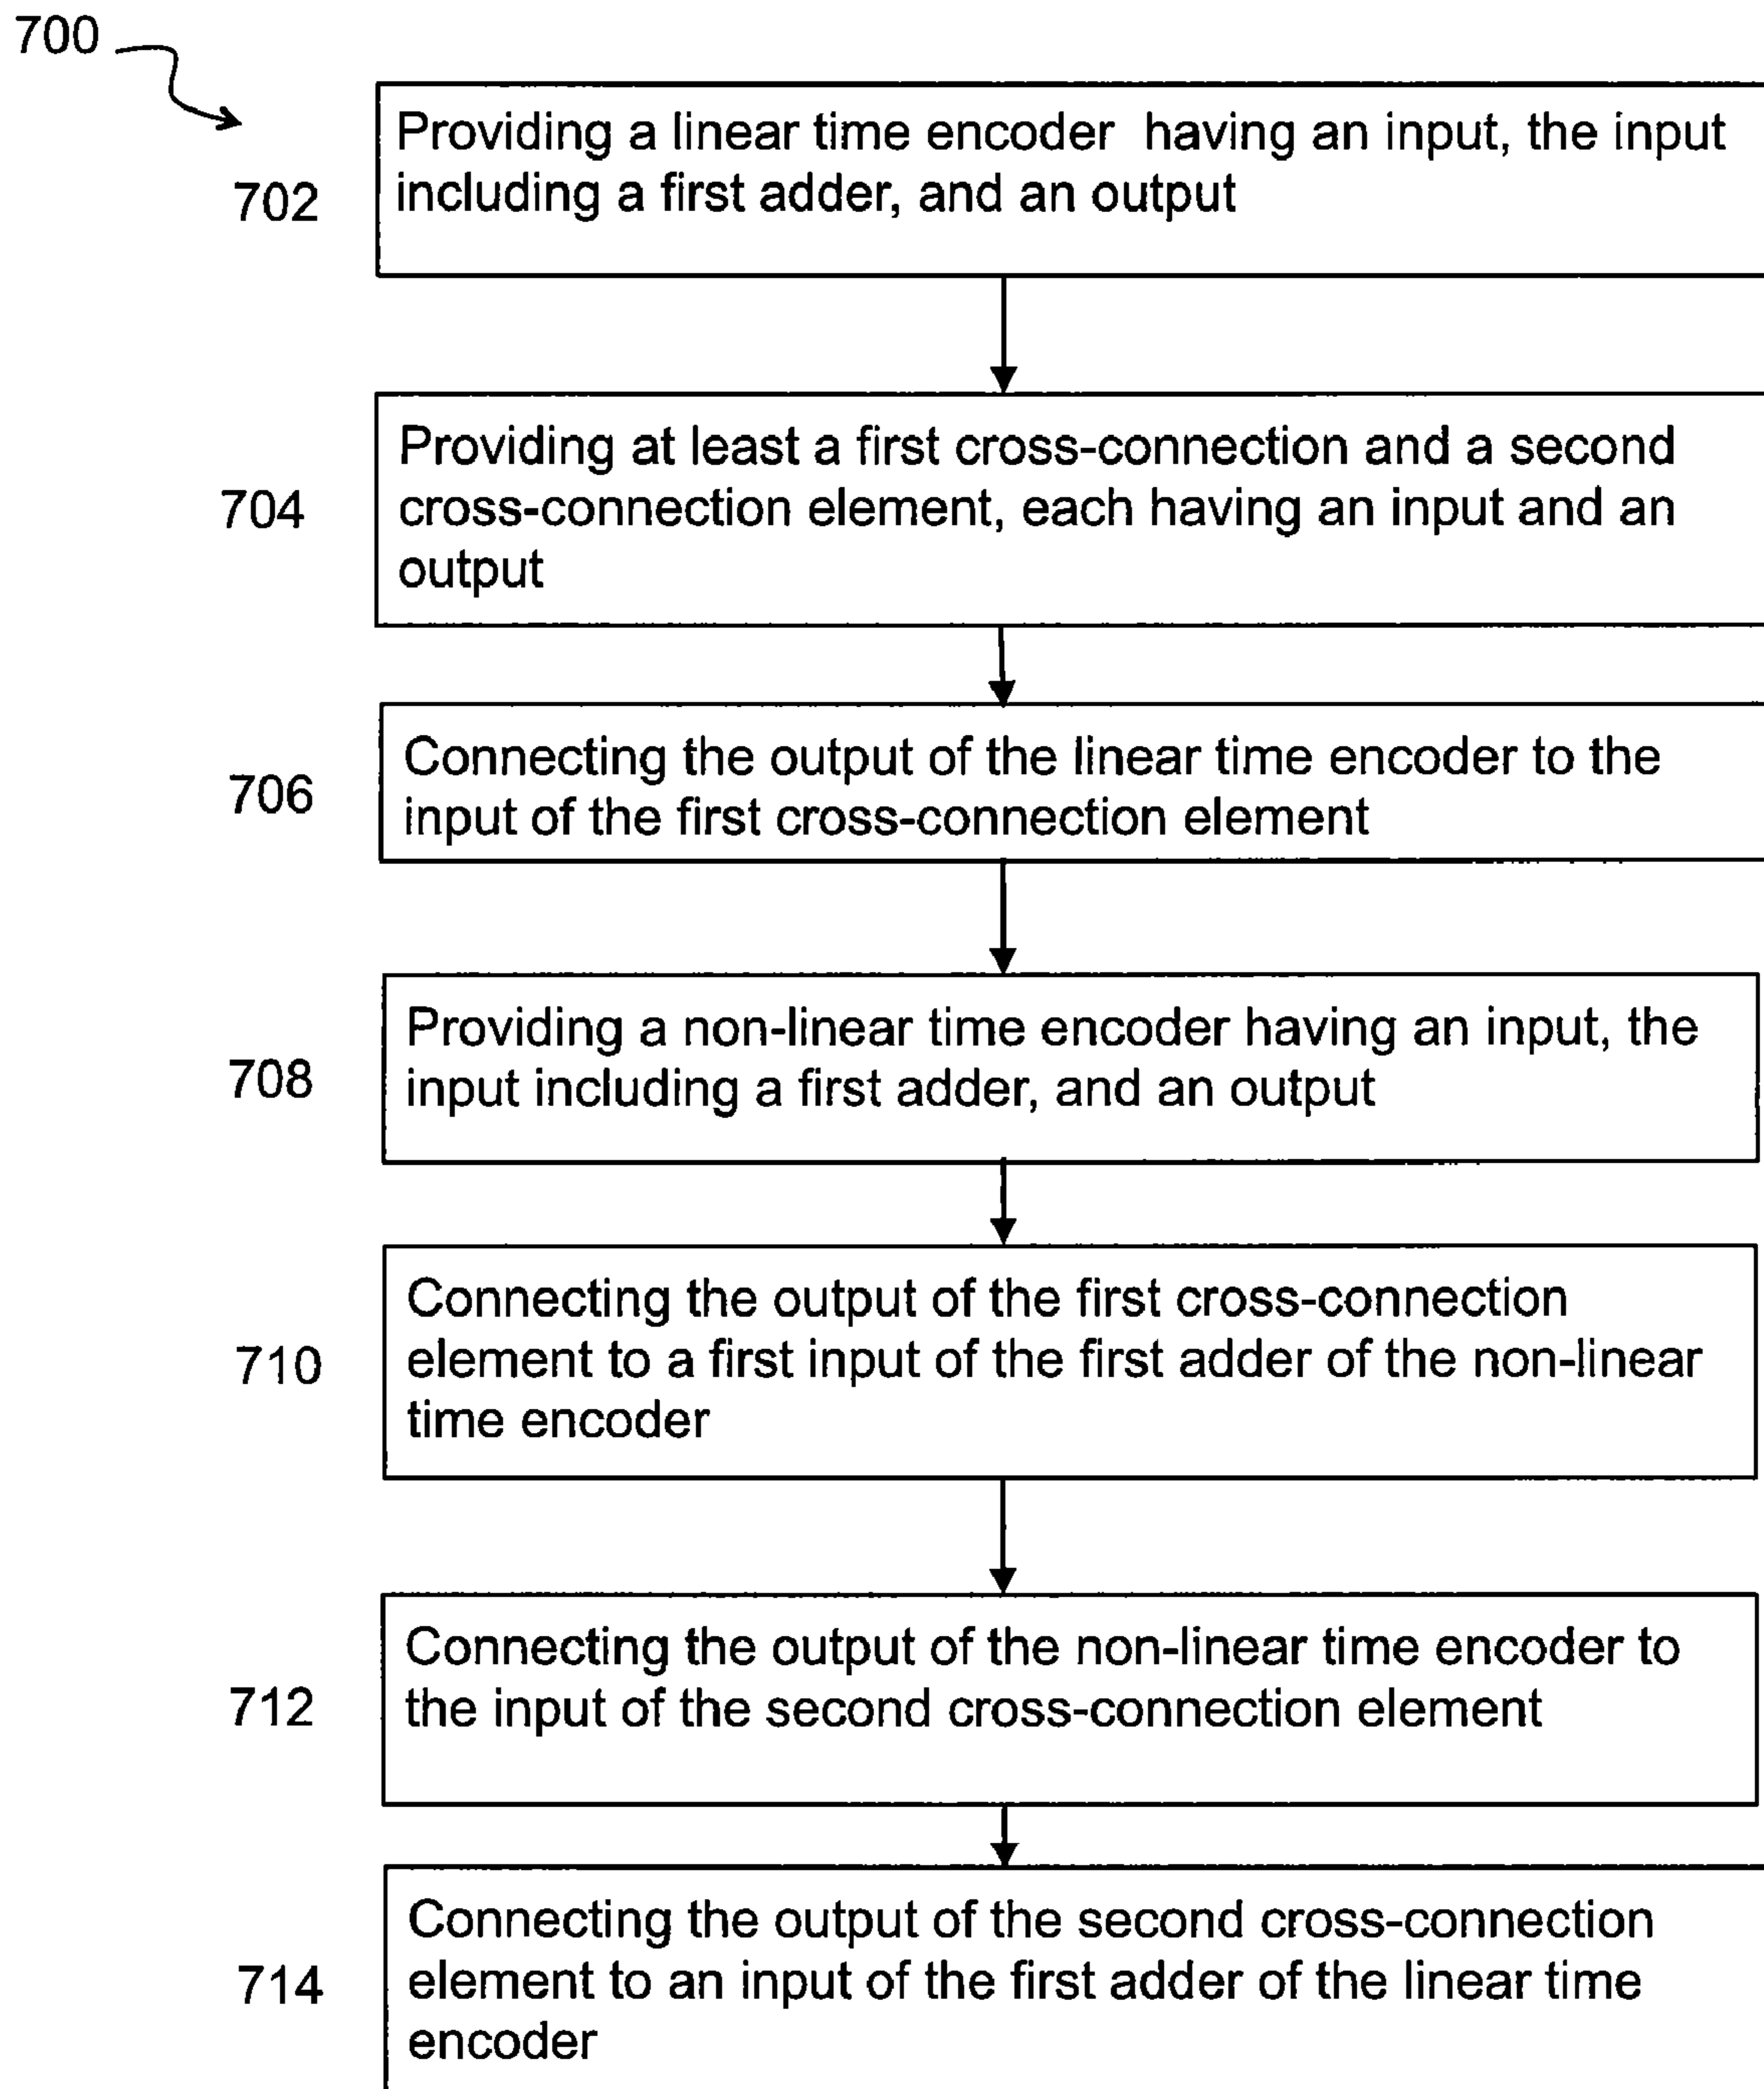 700
Providing a linear time encoder having an input, the input
including a first adder, and an output
702
Providing at least a first cross-connection and a second
cross-connection element, each having an input and an
output
704
Connecting the output of the linear time encoder to the
input of the first cross-connection element
706
Providing a non-linear time encoder having an input, the
input including a first adder, and an output
708
Connecting the output of the first cross-connection
element to a first input of the first adder of the non-linear
time encoder
710
Connecting the output of the non-linear time encoder to
the input of the second cross-connection element
712
Connecting the output of the second cross-connection
element to an input of the first adder of the linear time
encoder
714